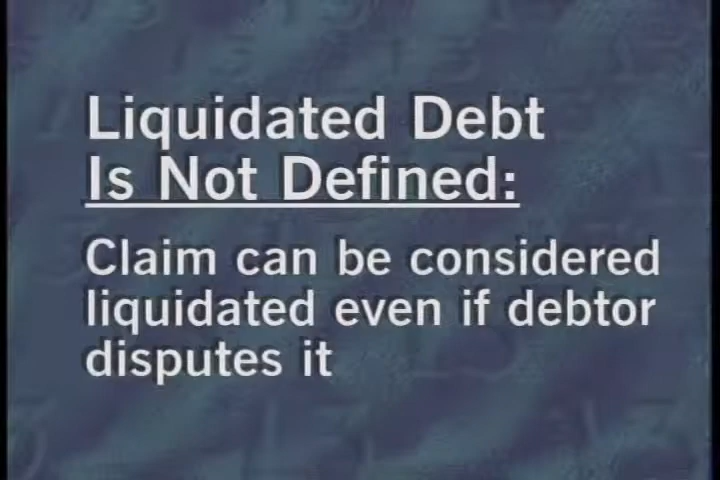 Liquidated Debt
Is Not Defined:
Claim can be considered
liquidated even if debtor
disputes it